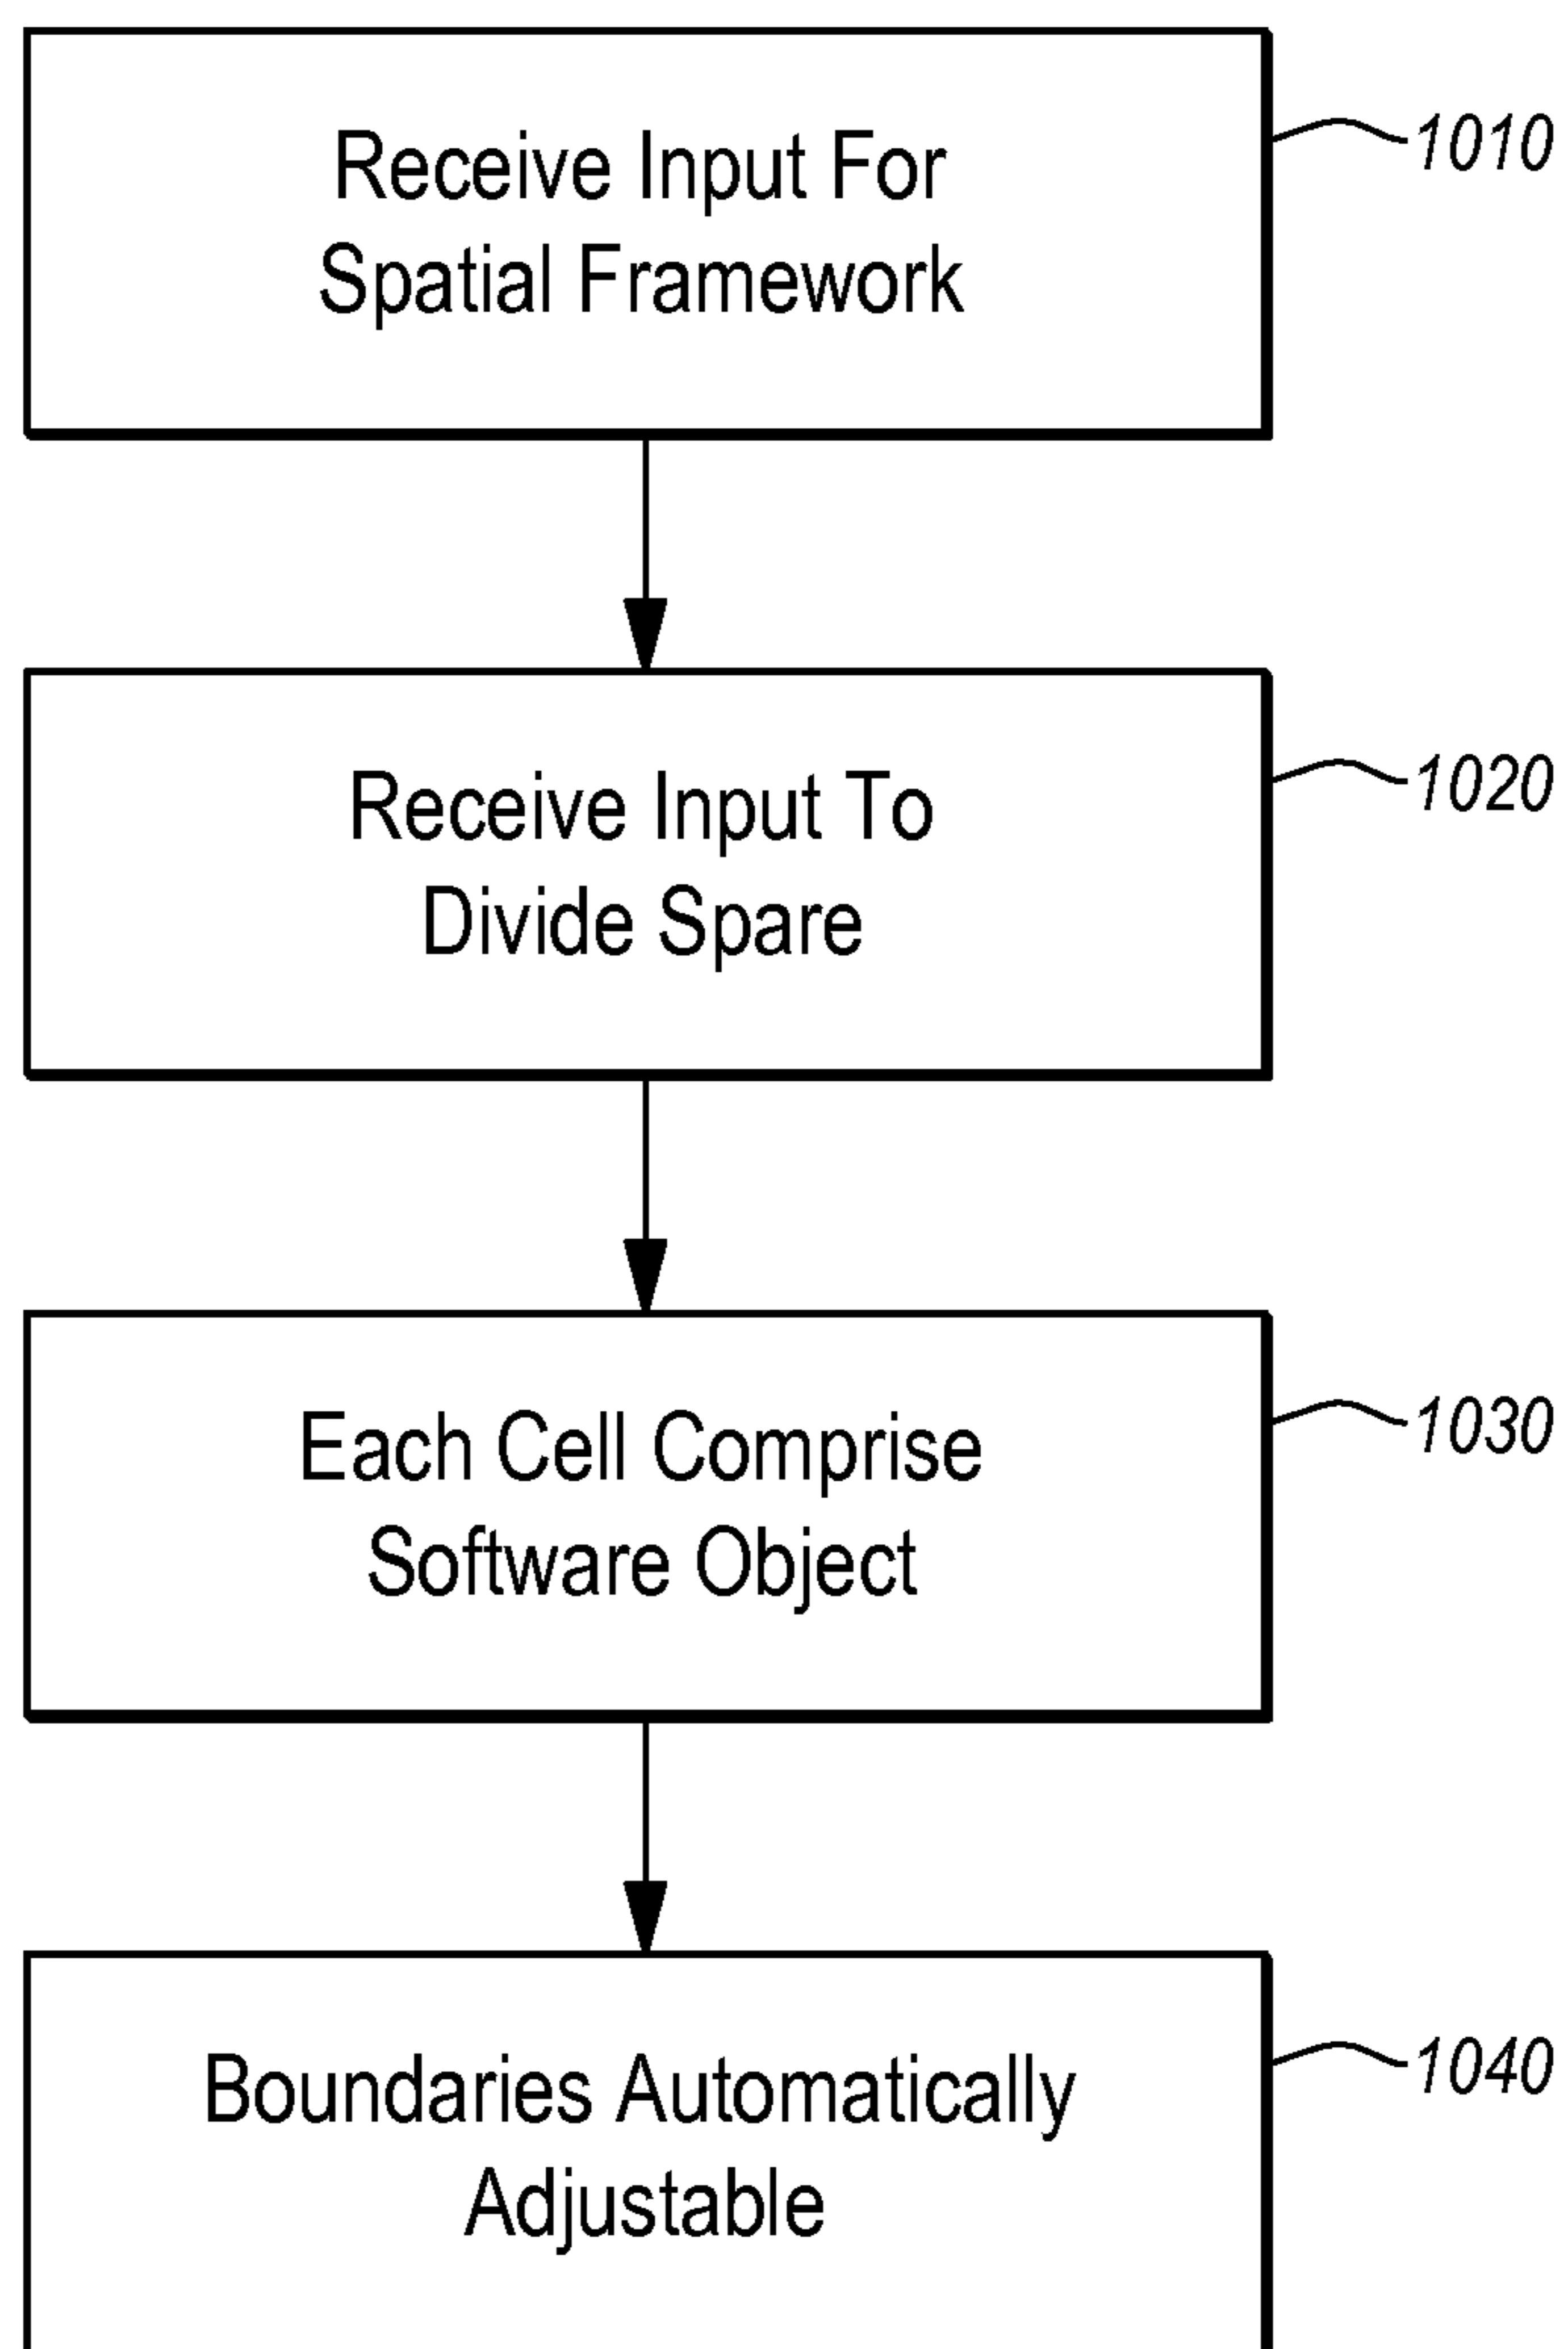 Receive Input For
Spatial Framework
1010
Receive Input To
Divide Spare
1020
Each Cell Comprise
Software Object
1030
Boundaries Automatically
Adjustable
1040